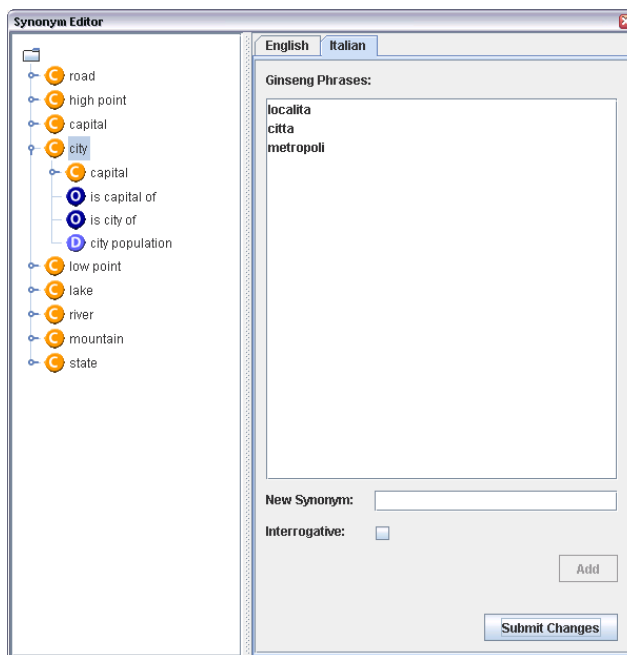 Synonym Editor
C road
C high point
C capital
C city
C capital
O is capital of
O is city of
D city population
C low point
C lake
C river
C mountain
C state
English Italian
Ginseng Phrases:
localita
citta
metropoli
New Synonym:
Interrogative:
Add
Submit Changes